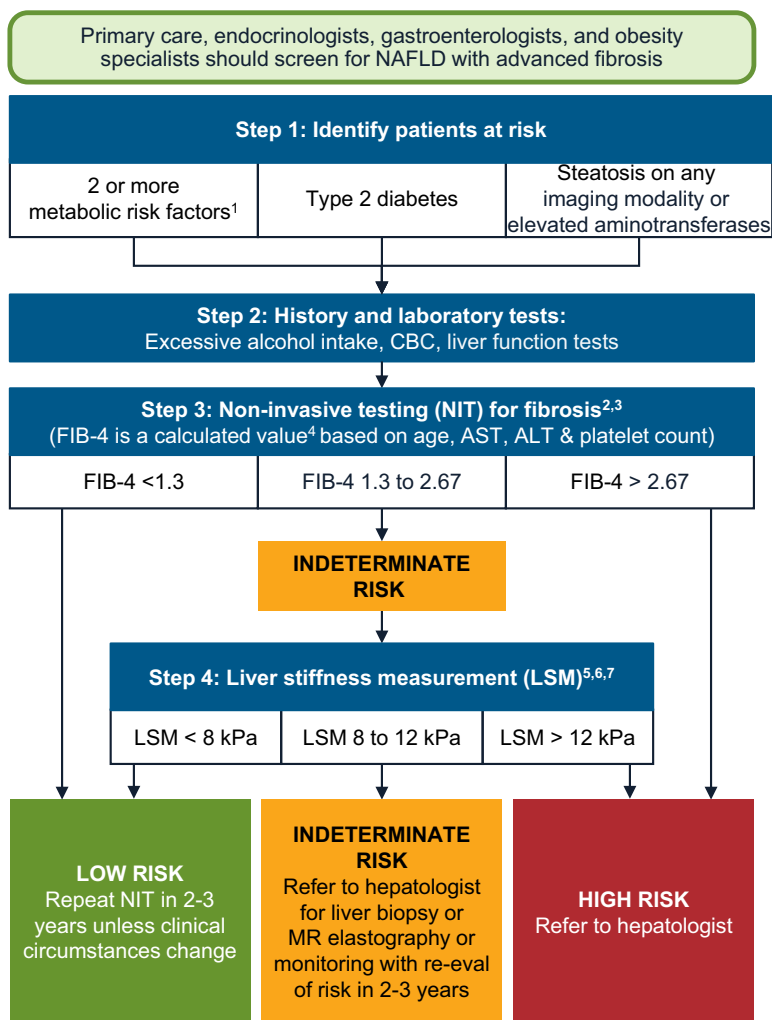 Primary care, endocrinologists, gastroenterologists, and obesity
specialists should screen for NAFLD with advanced fibrosis
Step 1: Identify patients at risk
2 or more
metabolic risk factors¹
Type 2 diabetes
Steatosis on any
imaging modality or
elevated aminotransferases
Step 2: History and laboratory tests:
Excessive alcohol intake, CBC, liver function tests
Step 3: Non-invasive testing (NIT) for fibrosis²,³
(FIB-4 is a calculated value⁴ based on age, AST, ALT & platelet count)
FIB-4 <1.3
FIB-4 1.3 to 2.67
FIB-4 > 2.67
INDETERMINATE
RISK
Step 4: Liver stiffness measurement (LSM)⁵,⁶,⁷
LSM < 8 kPa
LSM 8 to 12 kPa
LSM > 12 kPa
LOW RISK
Repeat NIT in 2-3
years unless clinical
circumstances change
INDETERMINATE
RISK
Refer to hepatologist
for liver biopsy or
MR elastography or
monitoring with re-eval
of risk in 2-3 years
HIGH RISK
Refer to hepatologist